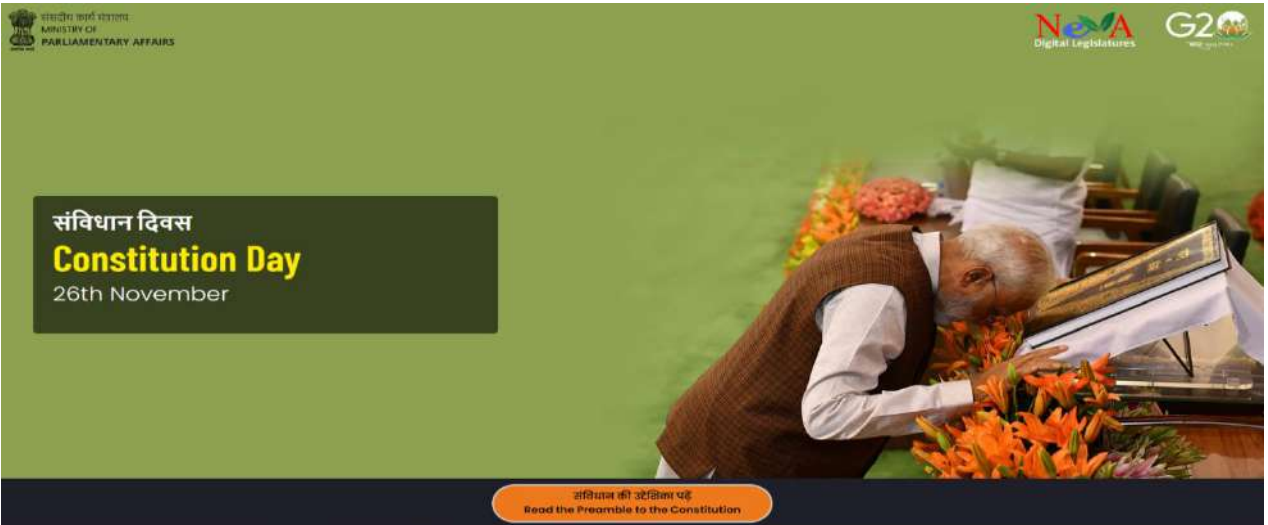 संसदीय कार्य मंत्रालय
MINISTRY OF
PARLIAMENTARY AFFAIRS
NeVA
Digital Legislatures
G20
संविधान दिवस
Constitution Day
26th November
संविधान की उद्देशिका पढ़ें
Read the Preamble to the Constitution